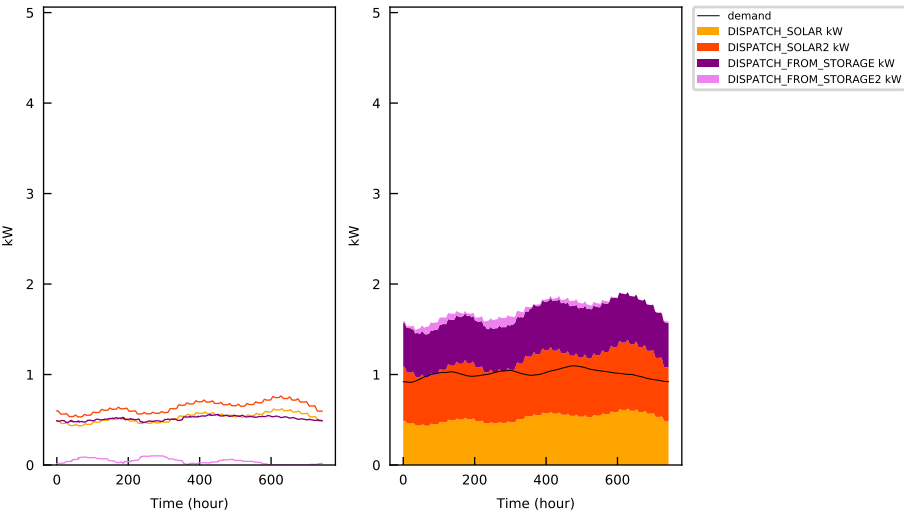 5
4
3
2
1
0
kW
0
200
400
600
Time (hour)
5
4
3
2
1
0
kW
0
200
400
600
Time (hour)
demand
DISPATCH_SOLAR kW
DISPATCH_SOLAR2 kW
DISPATCH_FROM_STORAGE kW
DISPATCH_FROM_STORAGE2 kW